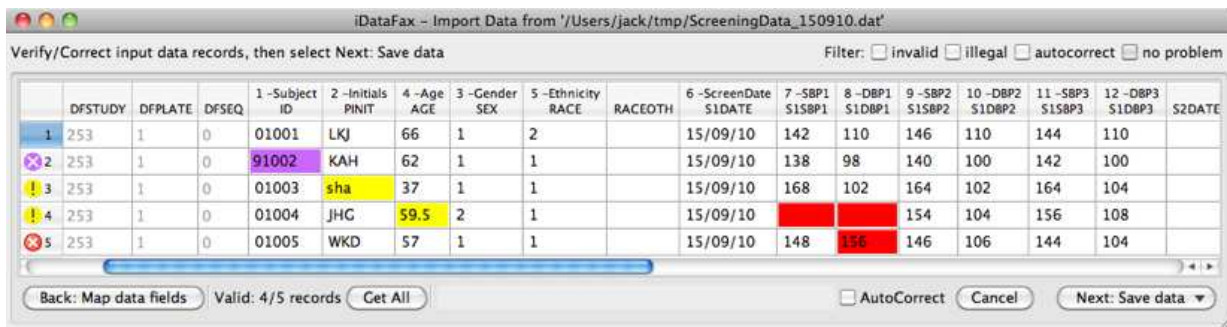 iDataFax - Import Data from '/Users/jack/tmp/ScreeningData_150910.dat'
Verify/Correct input data records, then select Next: Save data Filter: invalid illegal autocorrect no problem
1 -Subject 2 -Initials 4 -Age 3 -Gender 5 -Ethnicity 6 -ScreenDate 7 -SBP1 8 -DBP1 9 -SBP2 10 -DBP2 11 -SBP3 12 -DBP3
DFSTUDY DFPLATE DFSEQ ID PINIT AGE SEX RACE RACEOTH S1DATE S1SBP1 S1DBP1 S1SBP2 S1DBP2 S1SBP3 S1DBP3 S2DATE
1 253 1 0 01001 LKJ 66 1 2 15/09/10 142 110 146 110 144 110
2 253 1 0 91002 KAH 62 1 1 15/09/10 138 98 140 100 142 100
! 3 253 1 0 01003 sha 37 1 1 15/09/10 168 102 164 102 164 104
! 4 253 1 0 01004 JHG 59.5 2 1 15/09/10 154 104 156 108
5 253 1 0 01005 WKD 57 1 1 15/09/10 148 156 146 106 144 104
Back: Map data fields Valid: 4/5 records Get All AutoCorrect Cancel Next: Save data